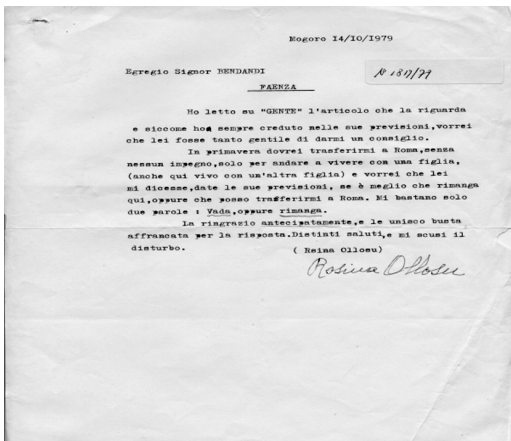 Mogoro 14/10/1979
Egregio Signor BENDANDI
N 1817/79
FAENZA
Ho letto su "GENTE" l'articolo che la riguarda
e siccome hos sempre creduto nelle sue previsioni,vorrei
che lei fosse tanto gentile di darmi un consiglio.
In primavera dovrei trasferirmi a Roma,senza
nessun impegno,solo per andare a vivere con una figlia,
(anche qui vivo con un'altra figlia) e vorrei che lei
mi dicesse,date le sue previsioni, se è meglio che rimanga
qui,oppure che posso trasferirmi a Roma. Mi bastano solo
due parole : Vada,oppure rimanga.
La ringrazio antecipatamente,e le unisco busta
affrancata per la risposta.Distinti saluti,e mi scusi il
disturbo.
( Rsina Ollosu)
Rosina Ollosu